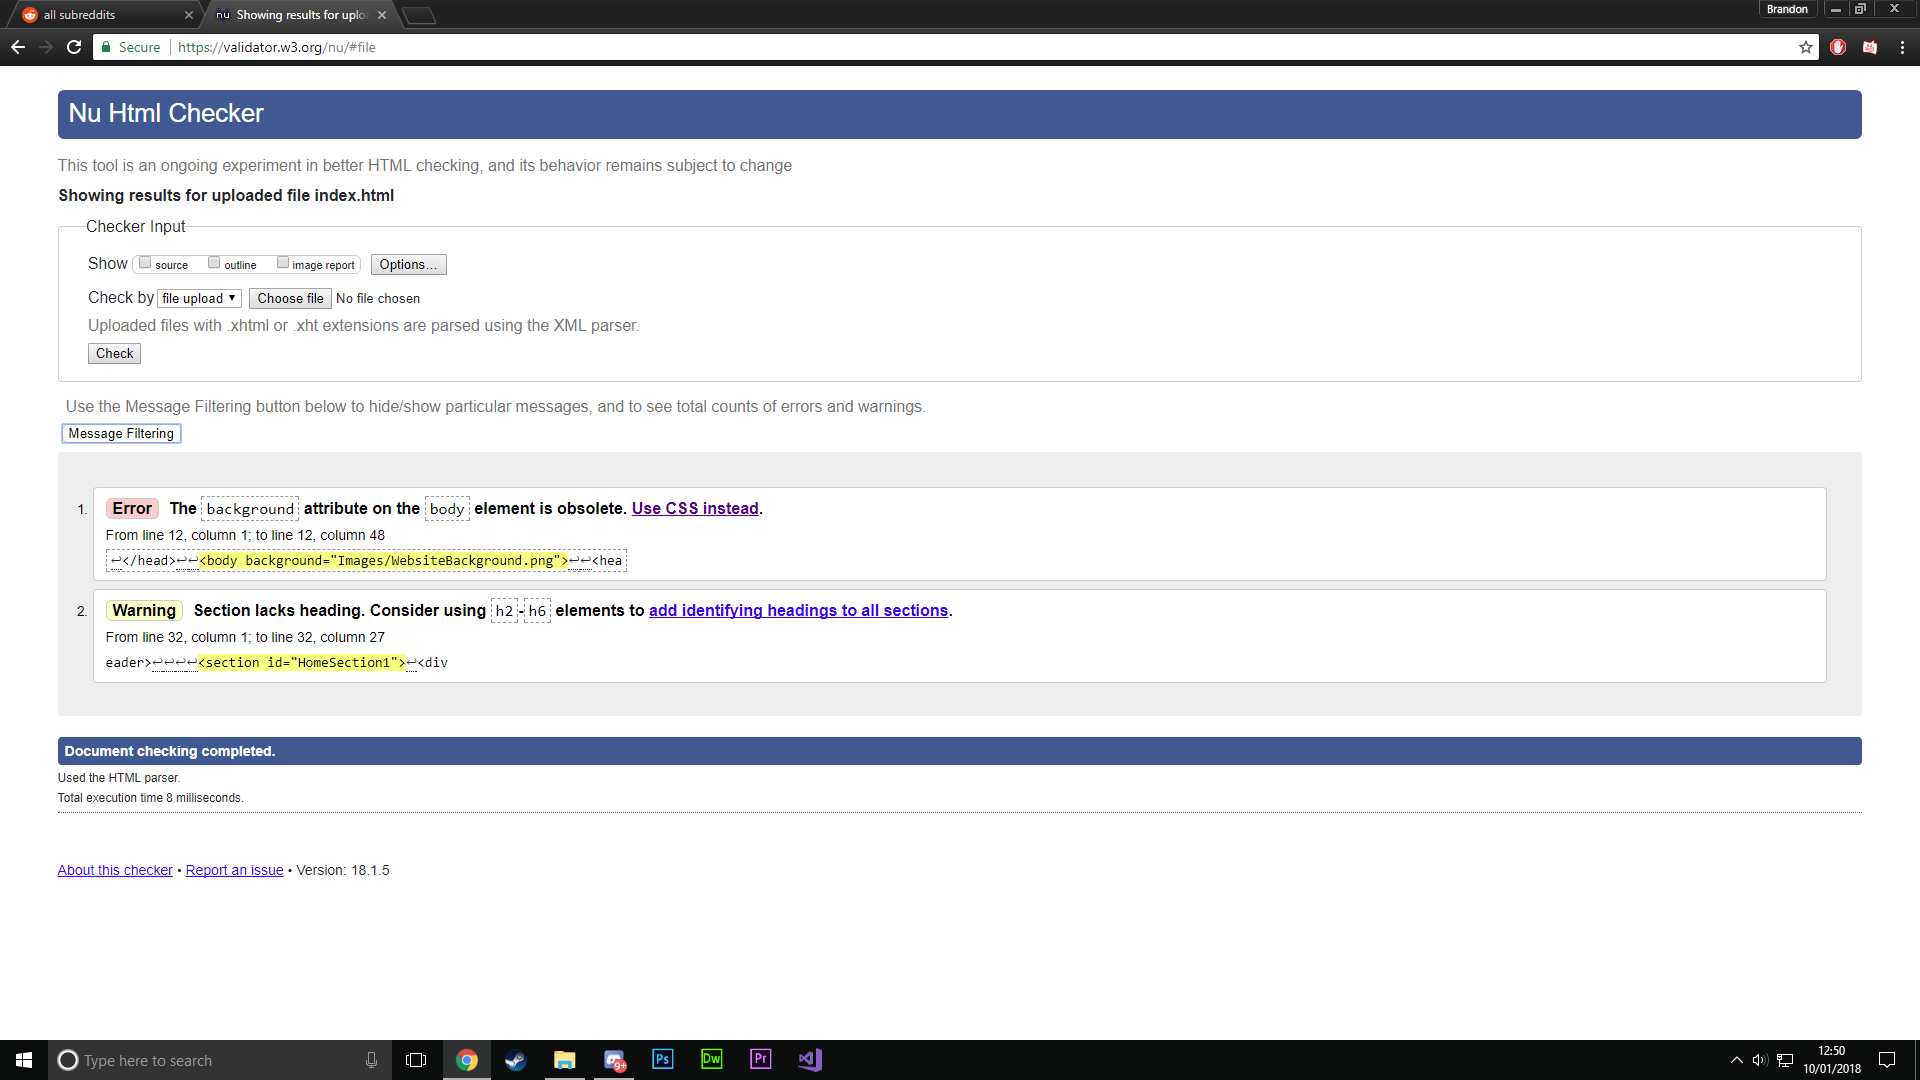 all subreddits
nu Showing results for uplo
Brandon
Secure https://validator.w3.org/nu/#file
Nu Html Checker
This tool is an ongoing experiment in better HTML checking, and its behavior remains subject to change
Showing results for uploaded file index.html
Checker Input
Show source outline image report Options...
Check by file upload Choose file No file chosen
Uploaded files with .xhtml or .xht extensions are parsed using the XML parser.
Check
Use the Message Filtering button below to hide/show particular messages, and to see total counts of errors and warnings.
Message Filtering
1. Error The background attribute on the body element is obsolete. Use CSS instead.
From line 12, column 1; to line 12, column 48
↩</head>↩↩<body background="Images/WebsiteBackground.png">↩↩<hea
2. Warning Section lacks heading. Consider using h2-h6 elements to add identifying headings to all sections.
From line 32, column 1; to line 32, column 27
eader>↩↩↩↩<section id="HomeSection1">↩<div
Document checking completed.
Used the HTML parser.
Total execution time 8 milliseconds.
About this checker • Report an issue • Version: 18.1.5
Type here to search
9+
Ps
Dw
Pr
12:50
10/01/2018